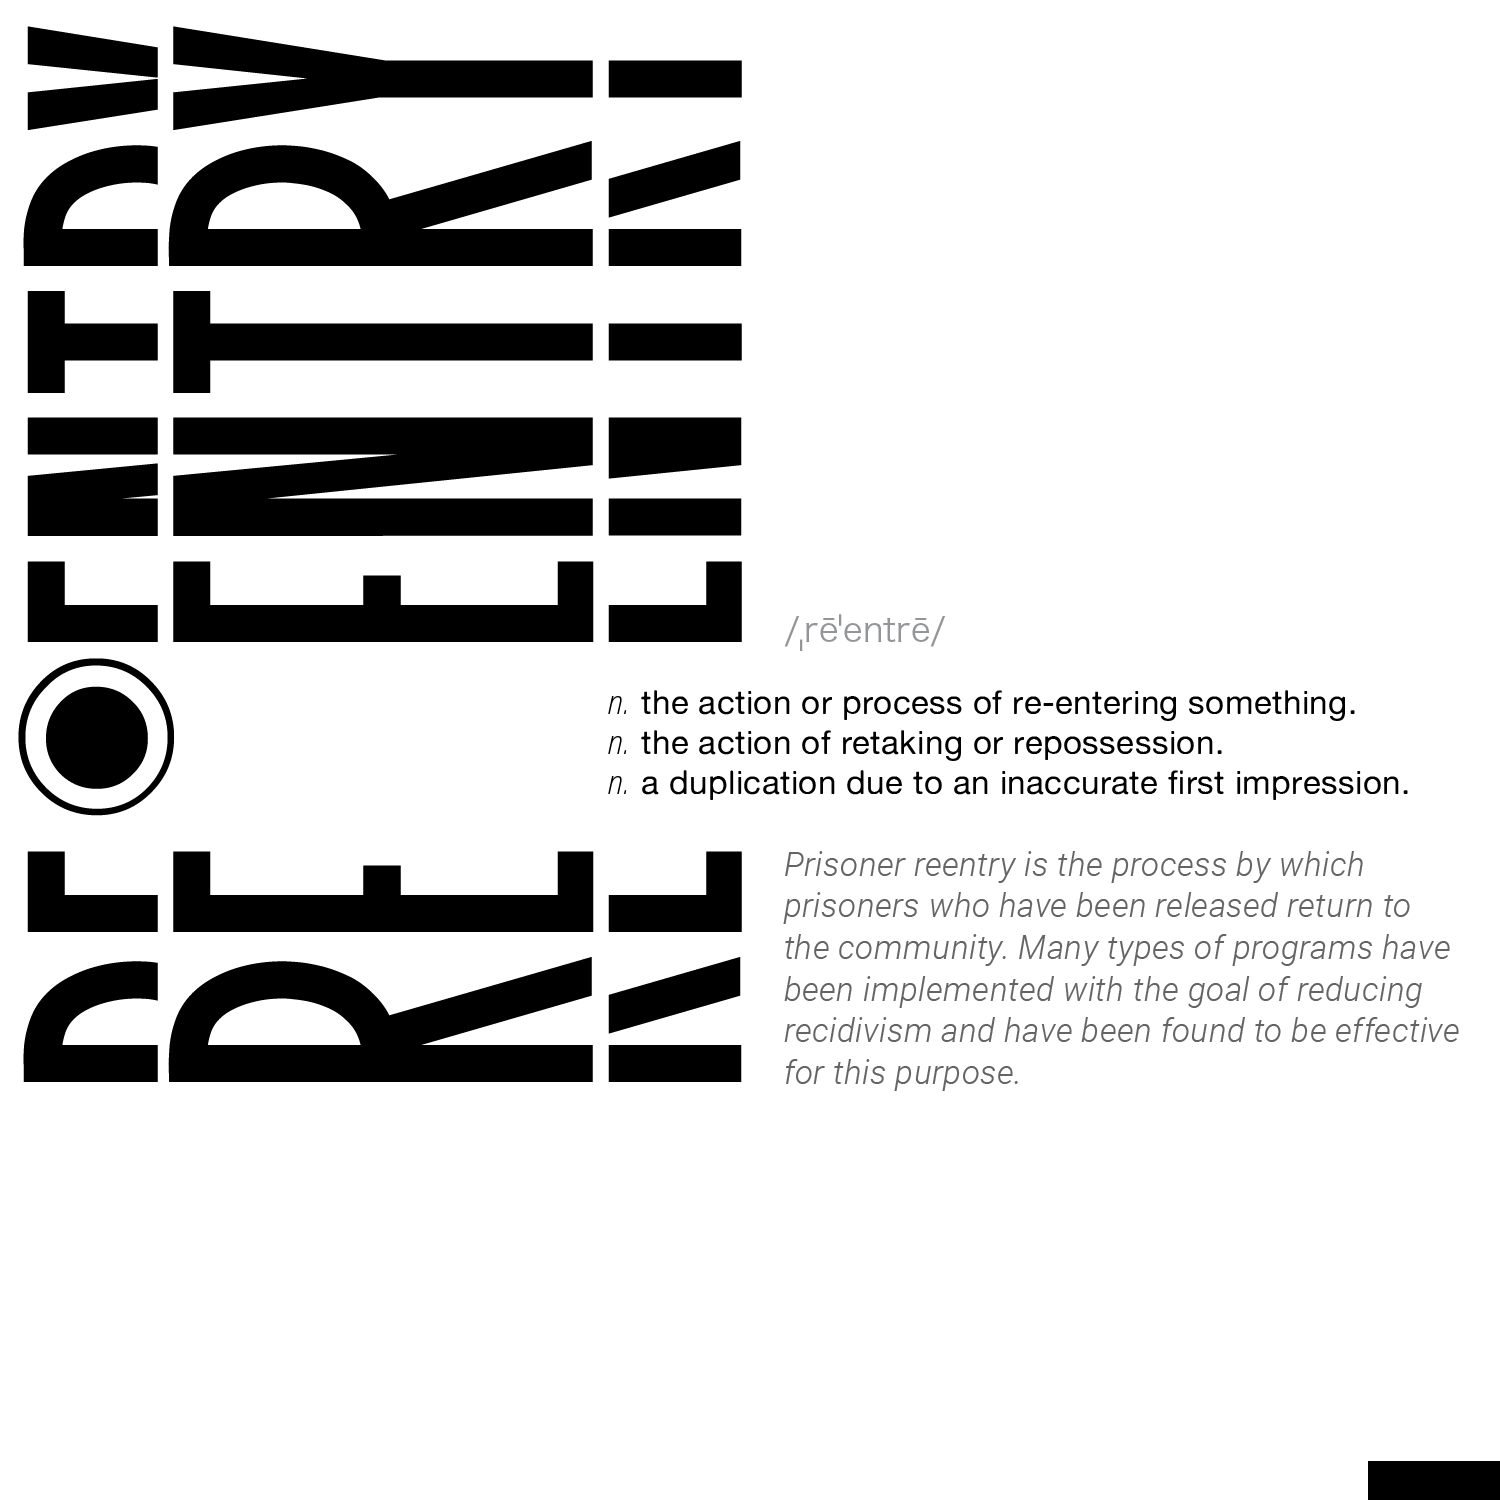 RE ENTRY
/ˌrēˈentrē/
n. the action or process of re-entering something.
n. the action of retaking or repossession.
n. a duplication due to an inaccurate first impression.
Prisoner reentry is the process by which
prisoners who have been released return to
the community. Many types of programs have
been implemented with the goal of reducing
recidivism and have been found to be effective
for this purpose.